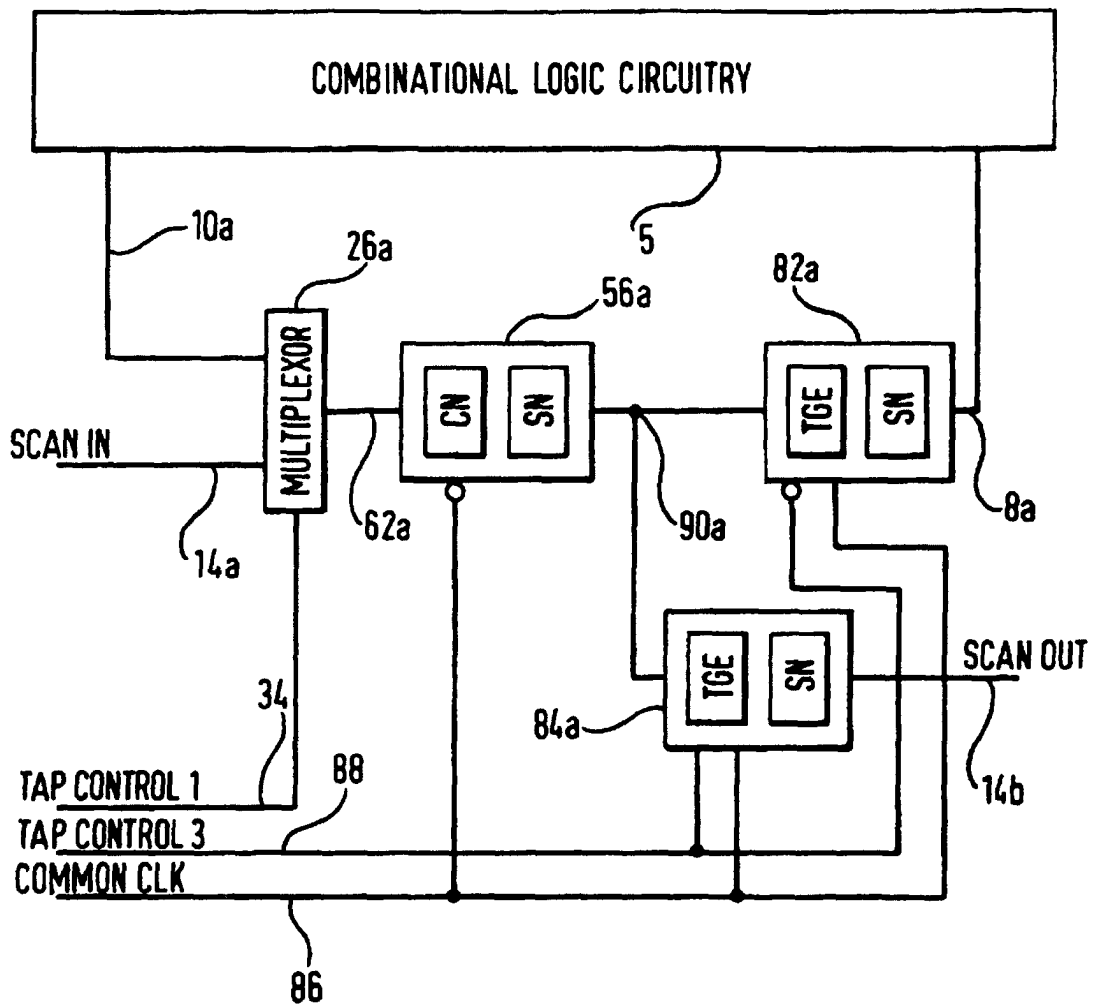 COMBINATIONAL LOGIC CIRCUITRY
10a
5
26a
56a
82a
MULTIPLEXOR
CN
SN
TGE
SN
SCAN IN
14a
62a
90a
8a
TGE
SN
SCAN OUT
84a
14b
34
TAP CONTROL 1
88
TAP CONTROL 3
COMMON CLK
86